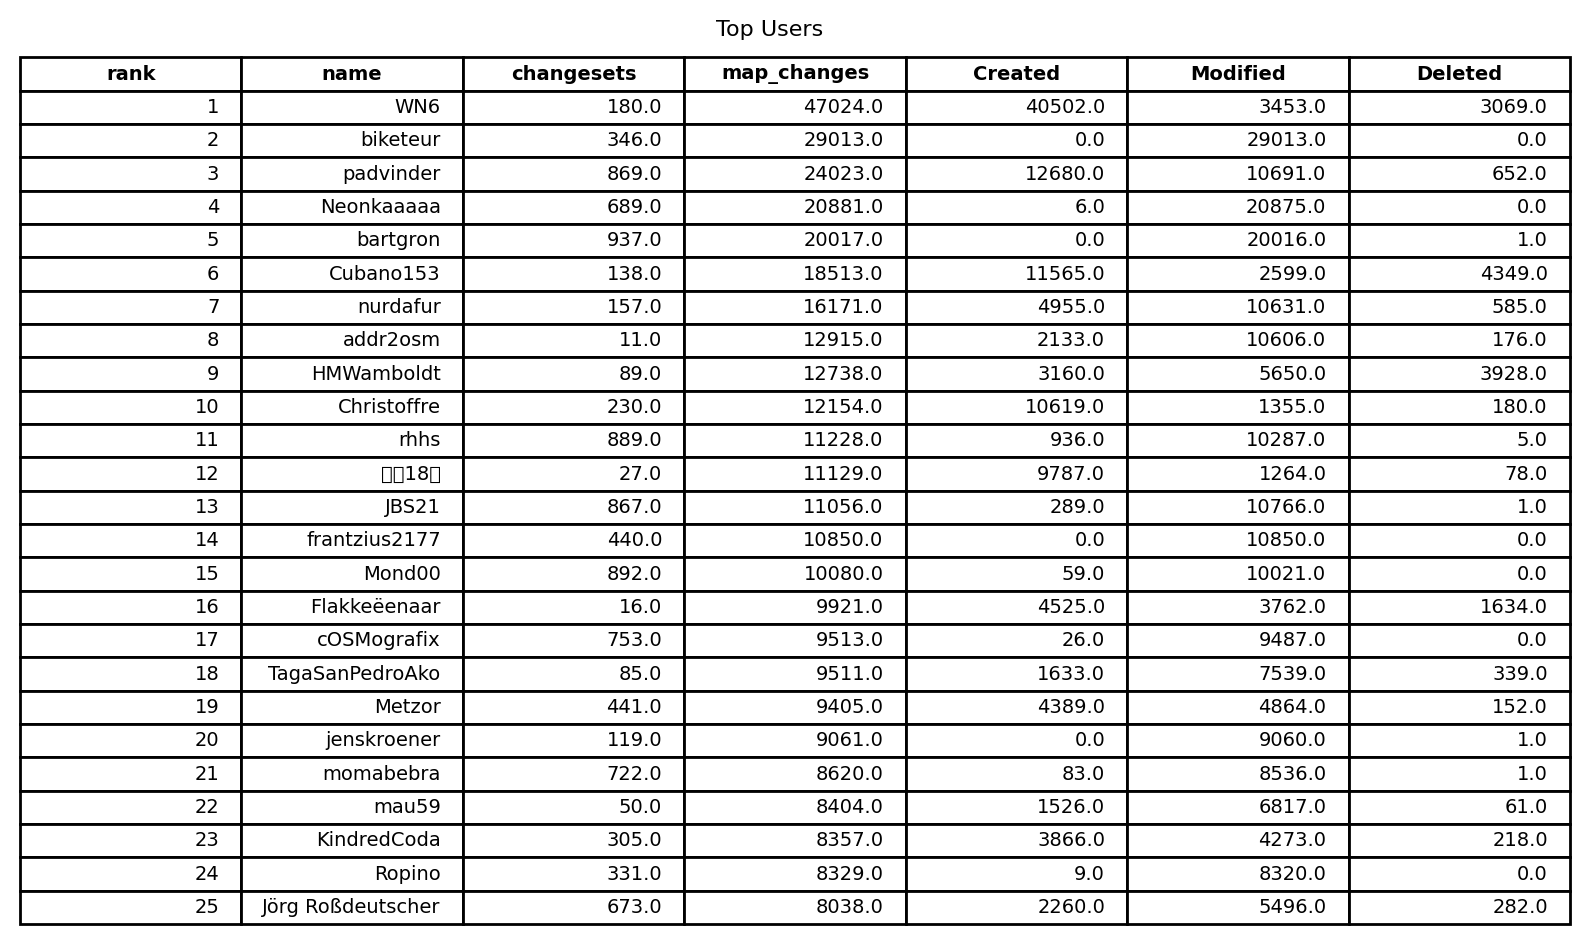 Top Users
rank name changesets map_changes Created Modified Deleted
1 WN6 180.0 47024.0 40502.0 3453.0 3069.0
2 biketeur 346.0 29013.0 0.0 29013.0 0.0
3 padvinder 869.0 24023.0 12680.0 10691.0 652.0
4 Neonkaaaaa 689.0 20881.0 6.0 20875.0 0.0
5 bartgron 937.0 20017.0 0.0 20016.0 1.0
6 Cubano153 138.0 18513.0 11565.0 2599.0 4349.0
7 nurdafur 157.0 16171.0 4955.0 10631.0 585.0
8 addr2osm 11.0 12915.0 2133.0 10606.0 176.0
9 HMWamboldt 89.0 12738.0 3160.0 5650.0 3928.0
10 Christoffre 230.0 12154.0 10619.0 1355.0 180.0
11 rhhs 889.0 11228.0 936.0 10287.0 5.0
12 18 27.0 11129.0 9787.0 1264.0 78.0
13 JBS21 867.0 11056.0 289.0 10766.0 1.0
14 frantzius2177 440.0 10850.0 0.0 10850.0 0.0
15 Mond00 892.0 10080.0 59.0 10021.0 0.0
16 Flakkeëenaar 16.0 9921.0 4525.0 3762.0 1634.0
17 cOSMografix 753.0 9513.0 26.0 9487.0 0.0
18 TagaSanPedroAko 85.0 9511.0 1633.0 7539.0 339.0
19 Metzor 441.0 9405.0 4389.0 4864.0 152.0
20 jenskroener 119.0 9061.0 0.0 9060.0 1.0
21 momabebra 722.0 8620.0 83.0 8536.0 1.0
22 mau59 50.0 8404.0 1526.0 6817.0 61.0
23 KindredCoda 305.0 8357.0 3866.0 4273.0 218.0
24 Ropino 331.0 8329.0 9.0 8320.0 0.0
25 Jörg Roßdeutscher 673.0 8038.0 2260.0 5496.0 282.0